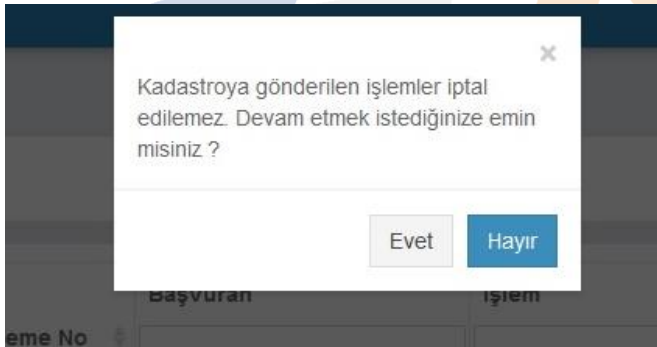 ×
Kadastroya gönderilen işlemler iptal
edilemez. Devam etmek istediğinize emin
misiniz ?
Evet Hayır
Başvuran İşlem
eme No